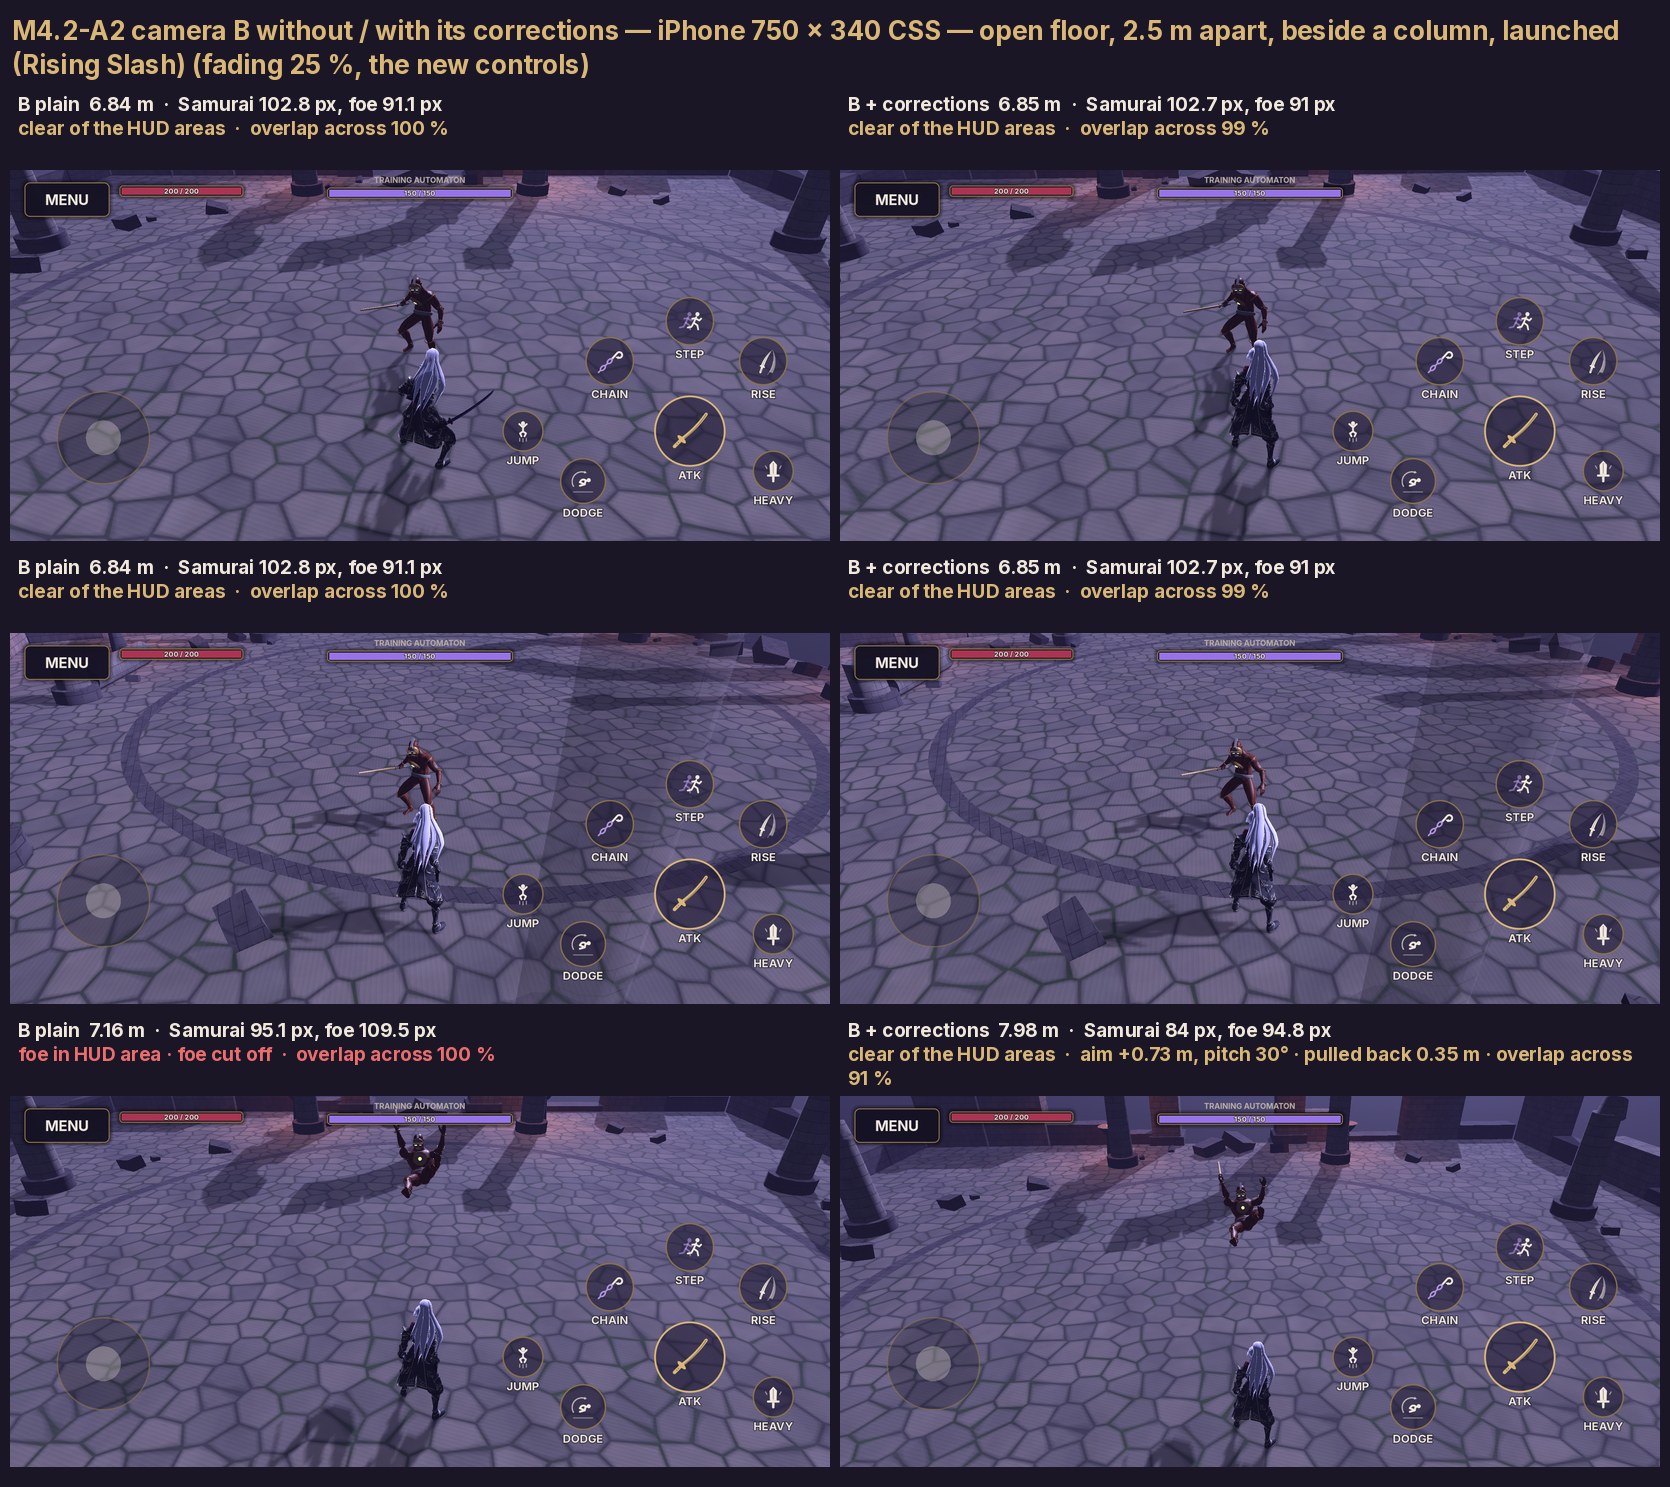 M4.2-A2 camera B without / with its corrections — iPhone 750 × 340 CSS — open floor, 2.5 m apart, beside a column, launched
(Rising Slash) (fading 25 %, the new controls)
B plain 6.84 m · Samurai 102.8 px, foe 91.1 px
clear of the HUD areas · overlap across 100 %
B + corrections 6.85 m · Samurai 102.7 px, foe 91 px
clear of the HUD areas · overlap across 99 %
MENU
200 / 200
TRAINING AUTOMATON
150 / 150
STEP
CHAIN
RISE
JUMP
ATK
HEAVY
DODGE
MENU
200 / 200
TRAINING AUTOMATON
150 / 150
STEP
CHAIN
RISE
JUMP
ATK
HEAVY
DODGE
B plain 6.84 m · Samurai 102.8 px, foe 91.1 px
clear of the HUD areas · overlap across 100 %
B + corrections 6.85 m · Samurai 102.7 px, foe 91 px
clear of the HUD areas · overlap across 99 %
MENU
200 / 200
TRAINING AUTOMATON
150 / 150
STEP
CHAIN
RISE
JUMP
ATK
HEAVY
DODGE
MENU
200 / 200
TRAINING AUTOMATON
150 / 150
STEP
CHAIN
RISE
JUMP
ATK
HEAVY
DODGE
B plain 7.16 m · Samurai 95.1 px, foe 109.5 px
foe in HUD area · foe cut off · overlap across 100 %
B + corrections 7.98 m · Samurai 84 px, foe 94.8 px
clear of the HUD areas · aim +0.73 m, pitch 30° · pulled back 0.35 m · overlap across
91 %
MENU
200 / 200
TRAINING AUTOMATON
150 / 150
STEP
CHAIN
RISE
JUMP
ATK
HEAVY
DODGE
MENU
200 / 200
TRAINING AUTOMATON
150 / 150
STEP
CHAIN
RISE
JUMP
ATK
HEAVY
DODGE